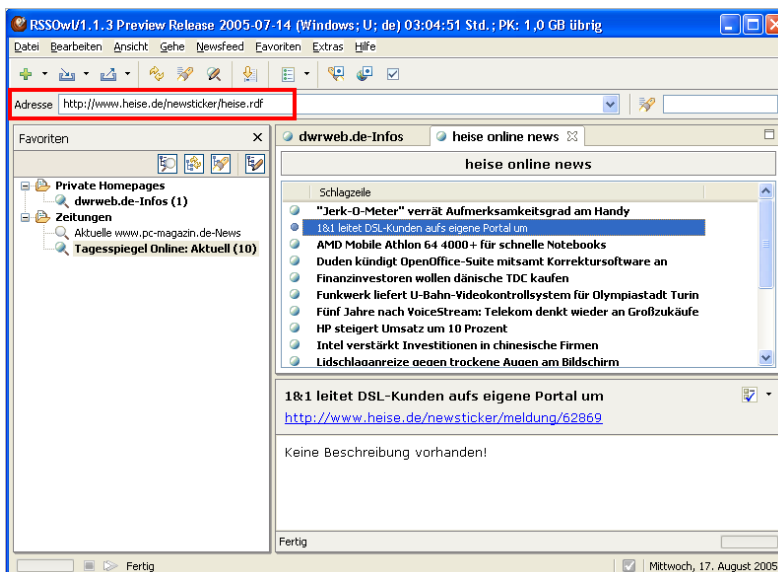 RSSOwl/1.1.3 Preview Release 2005-07-14 (Windows; U; de) 03:04:51 Std.; PK: 1,0 GB übrig
Datei Bearbeiten Ansicht Gehe Newsfeed Favoriten Extras Hilfe
Adresse http://www.heise.de/newsticker/heise.rdf
Favoriten
Private Homepages
dwrweb.de-Infos (1)
Zeitungen
Aktuelle www.pc-magazin.de-News
Tagesspiegel Online: Aktuell (10)
dwrweb.de-Infos heise online news
heise online news
Schlagzeile
"Jerk-O-Meter" verrät Aufmerksamkeitsgrad am Handy
1&1 leitet DSL-Kunden aufs eigene Portal um
AMD Mobile Athlon 64 4000+ für schnelle Notebooks
Duden kündigt OpenOffice-Suite mitsamt Korrektursoftware an
Finanzinvestoren wollen dänische TDC kaufen
Funkwerk liefert U-Bahn-Videokontrollsystem für Olympiastadt Turin
Fünf Jahre nach VoiceStream: Telekom denkt wieder an Großzukäufe
HP steigert Umsatz um 10 Prozent
Intel verstärkt Investitionen in chinesische Firmen
Lidschlaganreize gegen trockene Augen am Bildschirm
1&1 leitet DSL-Kunden aufs eigene Portal um
http://www.heise.de/newsticker/meldung/62869
Keine Beschreibung vorhanden!
Fertig
Fertig
Mittwoch, 17. August 2005